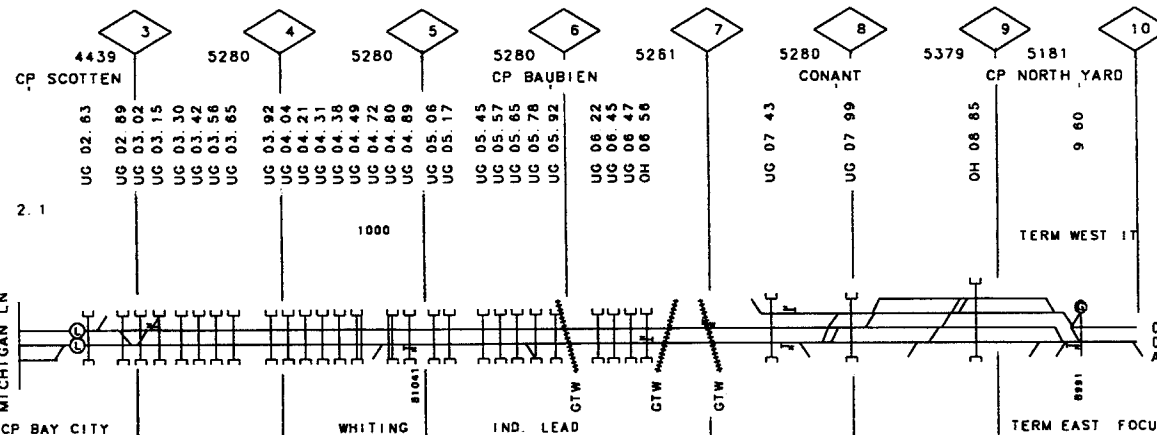 3 4 5 6 7 8 9 10
4439 5280 5280 5280 5261 5280 5379 5181
CP SCOTTEN CP BAUBIEN CONANT CP NORTH YARD
UG 02.63
UG 02.89
UG 03.02
UG 03.15
UG 03.30
UG 03.42
UG 03.56
UG 03.65
UG 03.92
UG 04.04
UG 04.21
UG 04.31
UG 04.38
UG 04.49
UG 04.72
UG 04.80
UG 04.89
UG 05.06
UG 05.17
UG 05.45
UG 05.57
UG 05.65
UG 05.78
UG 05.92
UG 06 22
UG 06 45
UG 06 47
OH 06 56
UG 07 43
UG 07 99
OH 08 85
9 60
2.1
1000
TERM WEST IT
MICHIGAN LN
L
L
G
81041
GTW
GTW
GTW
8991
CP BAY CITY WHITING IND. LEAD TERM EAST FOCU